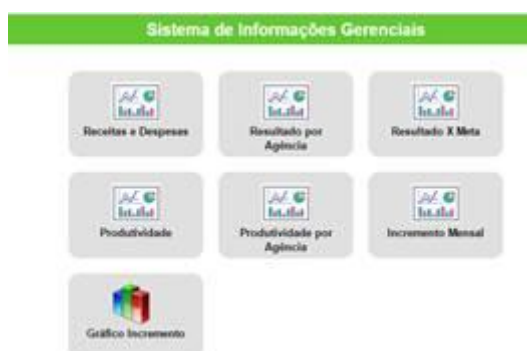 Sistema de Informações Gerenciais
Receitas e Despesas
Resultado por
Agência
Resultado X Meta
Produtividade
Produtividade por
Agência
Incremento Mensal
Gráfico Incremento